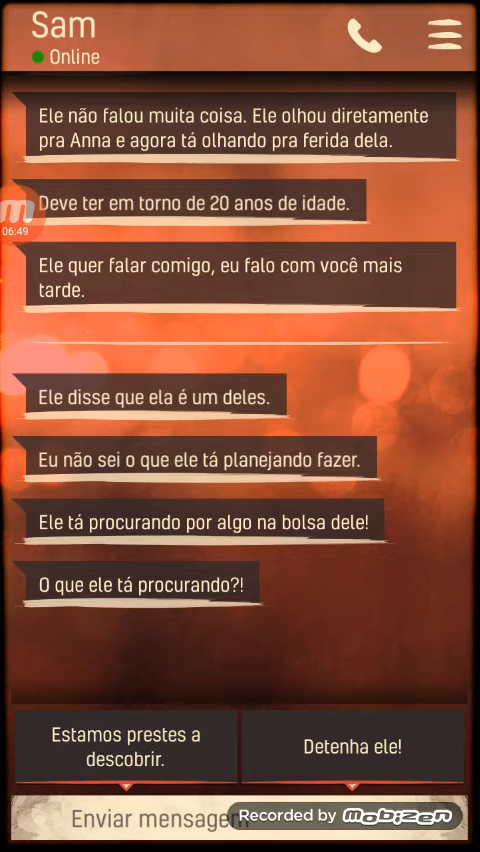 Sam
Online
Ele não falou muita coisa. Ele olhou diretamente
pra Anna e agora tá olhando pra ferida dela.
m
06:49
Deve ter em torno de 20 anos de idade.
Ele quer falar comigo, eu falo com você mais
tarde.
Ele disse que ela é um deles.
Eu não sei o que ele tá planejando fazer.
Ele tá procurando por algo na bolsa dele!
O que ele tá procurando?!
Estamos prestes a
descobrir.
Detenha ele!
Enviar mensagem
Recorded by mobizen